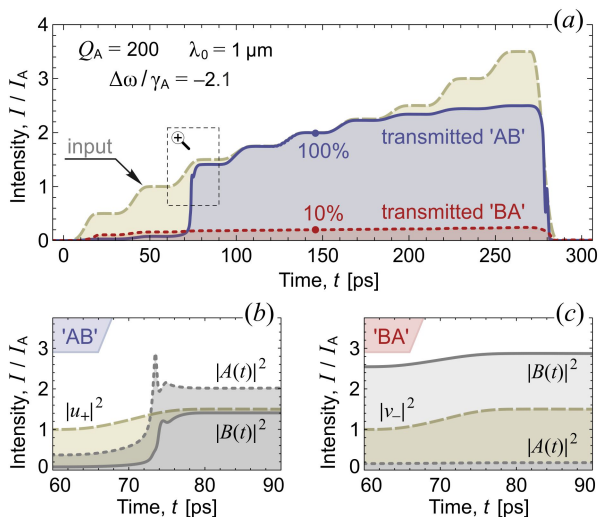 (a)
Q_A = 200 λ_0 = 1 μm
Δω / γ_A = −2.1
input
transmitted 'AB'
100%
transmitted 'BA'
10%
Intensity, I / I_A
4
3
2
1
0
0 50 100 150 200 250 300
Time, t [ps]
(b)
'AB'
|A(t)|^2
|u_+|^2
|B(t)|^2
Intensity, I / I_A
3
2
1
0
60 70 80 90
Time, t [ps]
(c)
'BA'
|B(t)|^2
|v_−|^2
|A(t)|^2
Intensity, I / I_A
3
2
1
0
60 70 80 90
Time, t [ps]